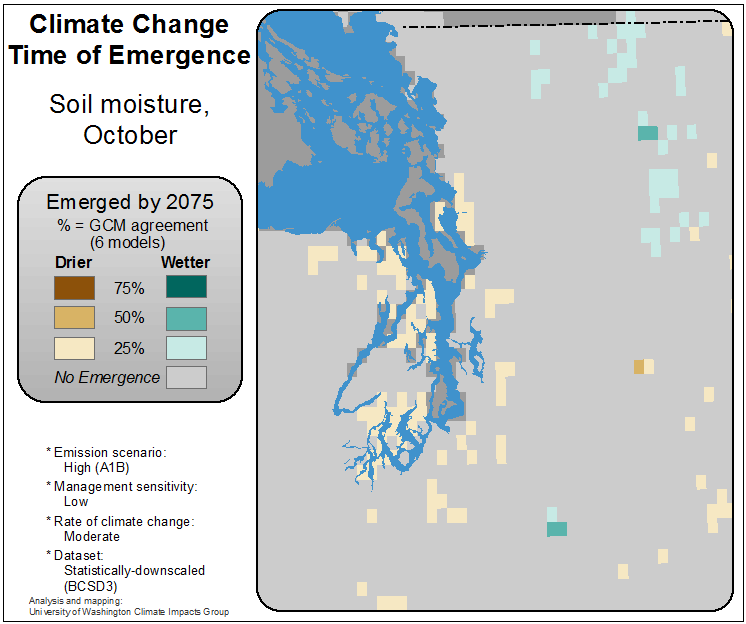 Climate Change
Time of Emergence
Soil moisture,
October
Emerged by 2075
% = GCM agreement
(6 models)
Drier Wetter
75%
50%
25%
No Emergence
* Emission scenario:
High (A1B)
* Management sensitivity:
Low
* Rate of climate change:
Moderate
* Dataset:
Statistically-downscaled
(BCSD3)
Analysis and mapping:
University of Washington Climate Impacts Group